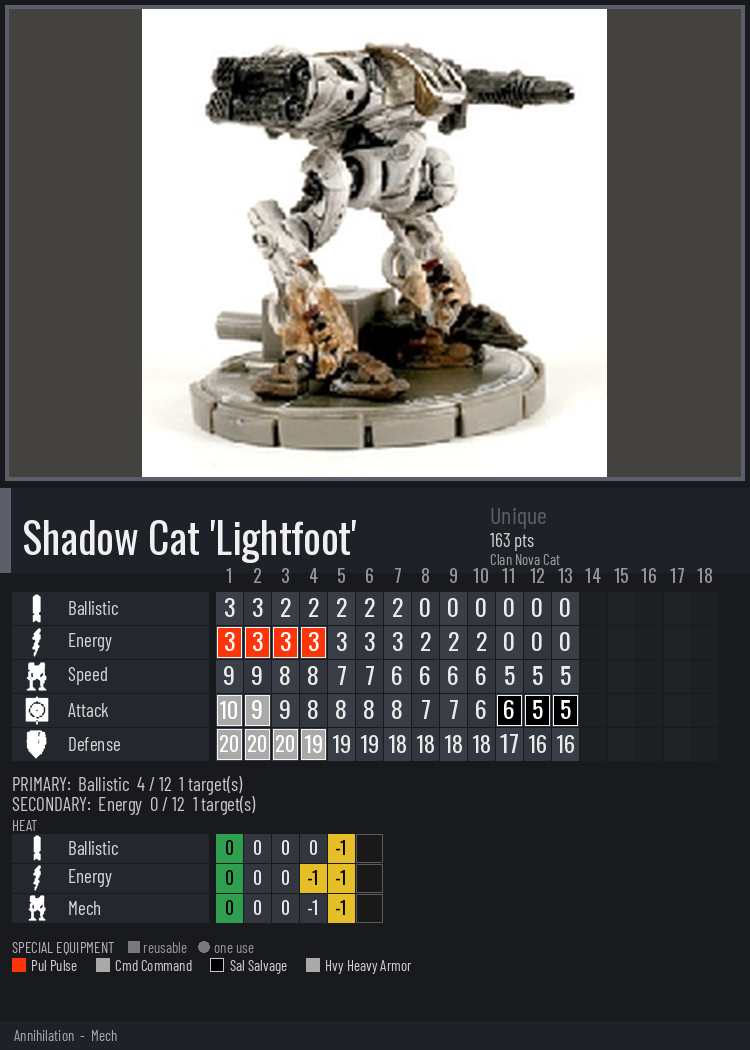 Shadow Cat 'Lightfoot'
Unique
163 pts
Clan Nova Cat
1 2 3 4 5 6 7 8 9 10 11 12 13 14 15 16 17 18
Ballistic 3 3 2 2 2 2 2 0 0 0 0 0 0
Energy 3 3 3 3 3 3 3 2 2 2 0 0 0
Speed 9 9 8 8 7 7 6 6 6 6 5 5 5
Attack 10 9 9 8 8 8 8 7 7 6 6 5 5
Defense 20 20 20 19 19 19 18 18 18 18 17 16 16
PRIMARY: Ballistic 4 / 12 1 target(s)
SECONDARY: Energy 0 / 12 1 target(s)
HEAT
Ballistic 0 0 0 0 -1
Energy 0 0 0 -1 -1
Mech 0 0 0 -1 -1
SPECIAL EQUIPMENT reusable one use
Pul Pulse Cmd Command Sal Salvage Hvy Heavy Armor
Annihilation - Mech